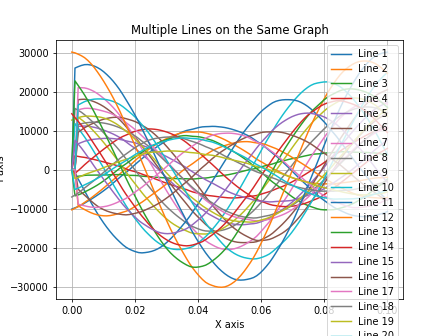 Multiple Lines on the Same Graph
30000
20000
10000
0
−10000
−20000
−30000
0.00
0.02
0.04
0.06
X axis
Line 1
Line 2
Line 3
Line 4
Line 5
Line 6
Line 7
Line 8
Line 9
Line 10
Line 11
Line 12
Line 13
Line 14
Line 15
Line 16
Line 17
Line 18
Line 19
Line 20